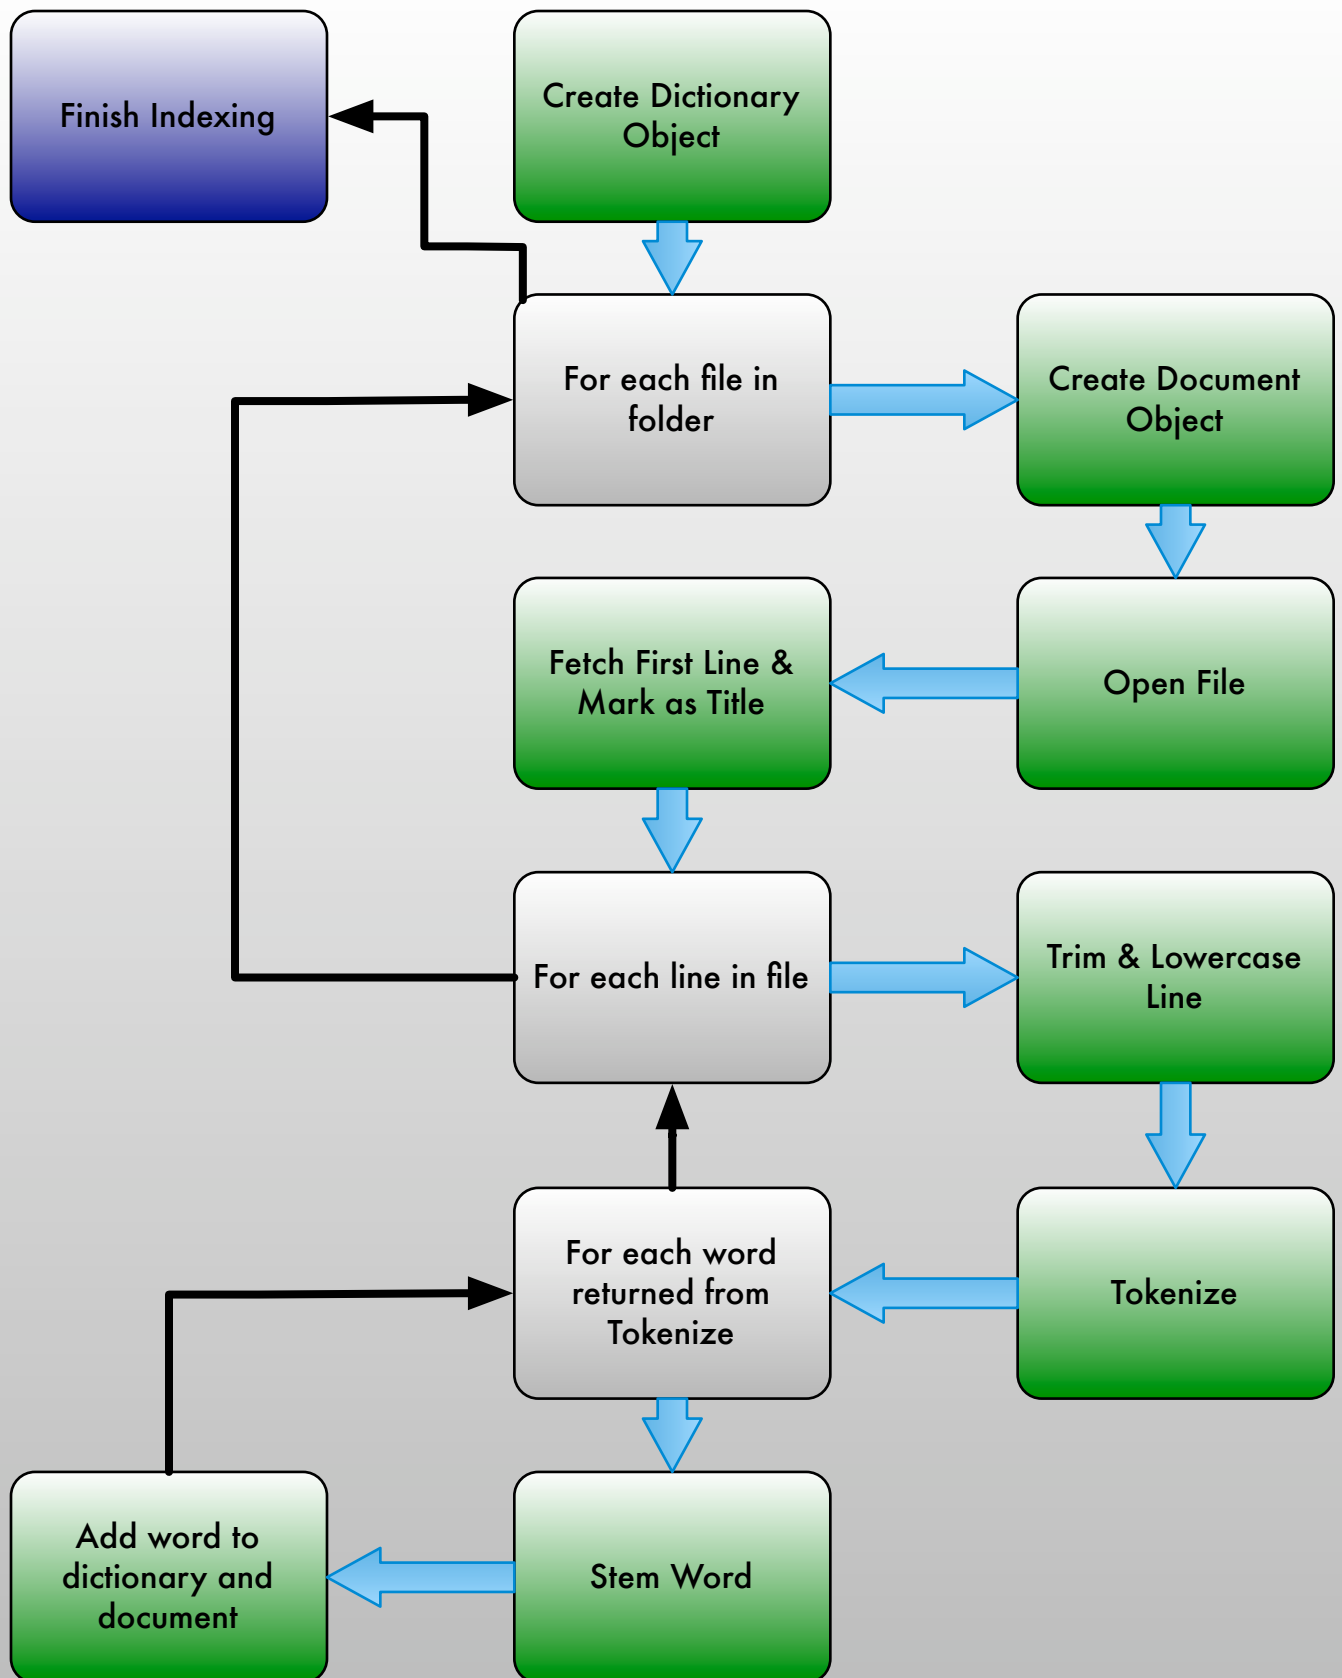 Finish Indexing
Create Dictionary
Object
For each file in
folder
Create Document
Object
Fetch First Line &
Mark as Title
Open File
For each line in file
Trim & Lowercase
Line
For each word
returned from
Tokenize
Tokenize
Add word to
dictionary and
document
Stem Word